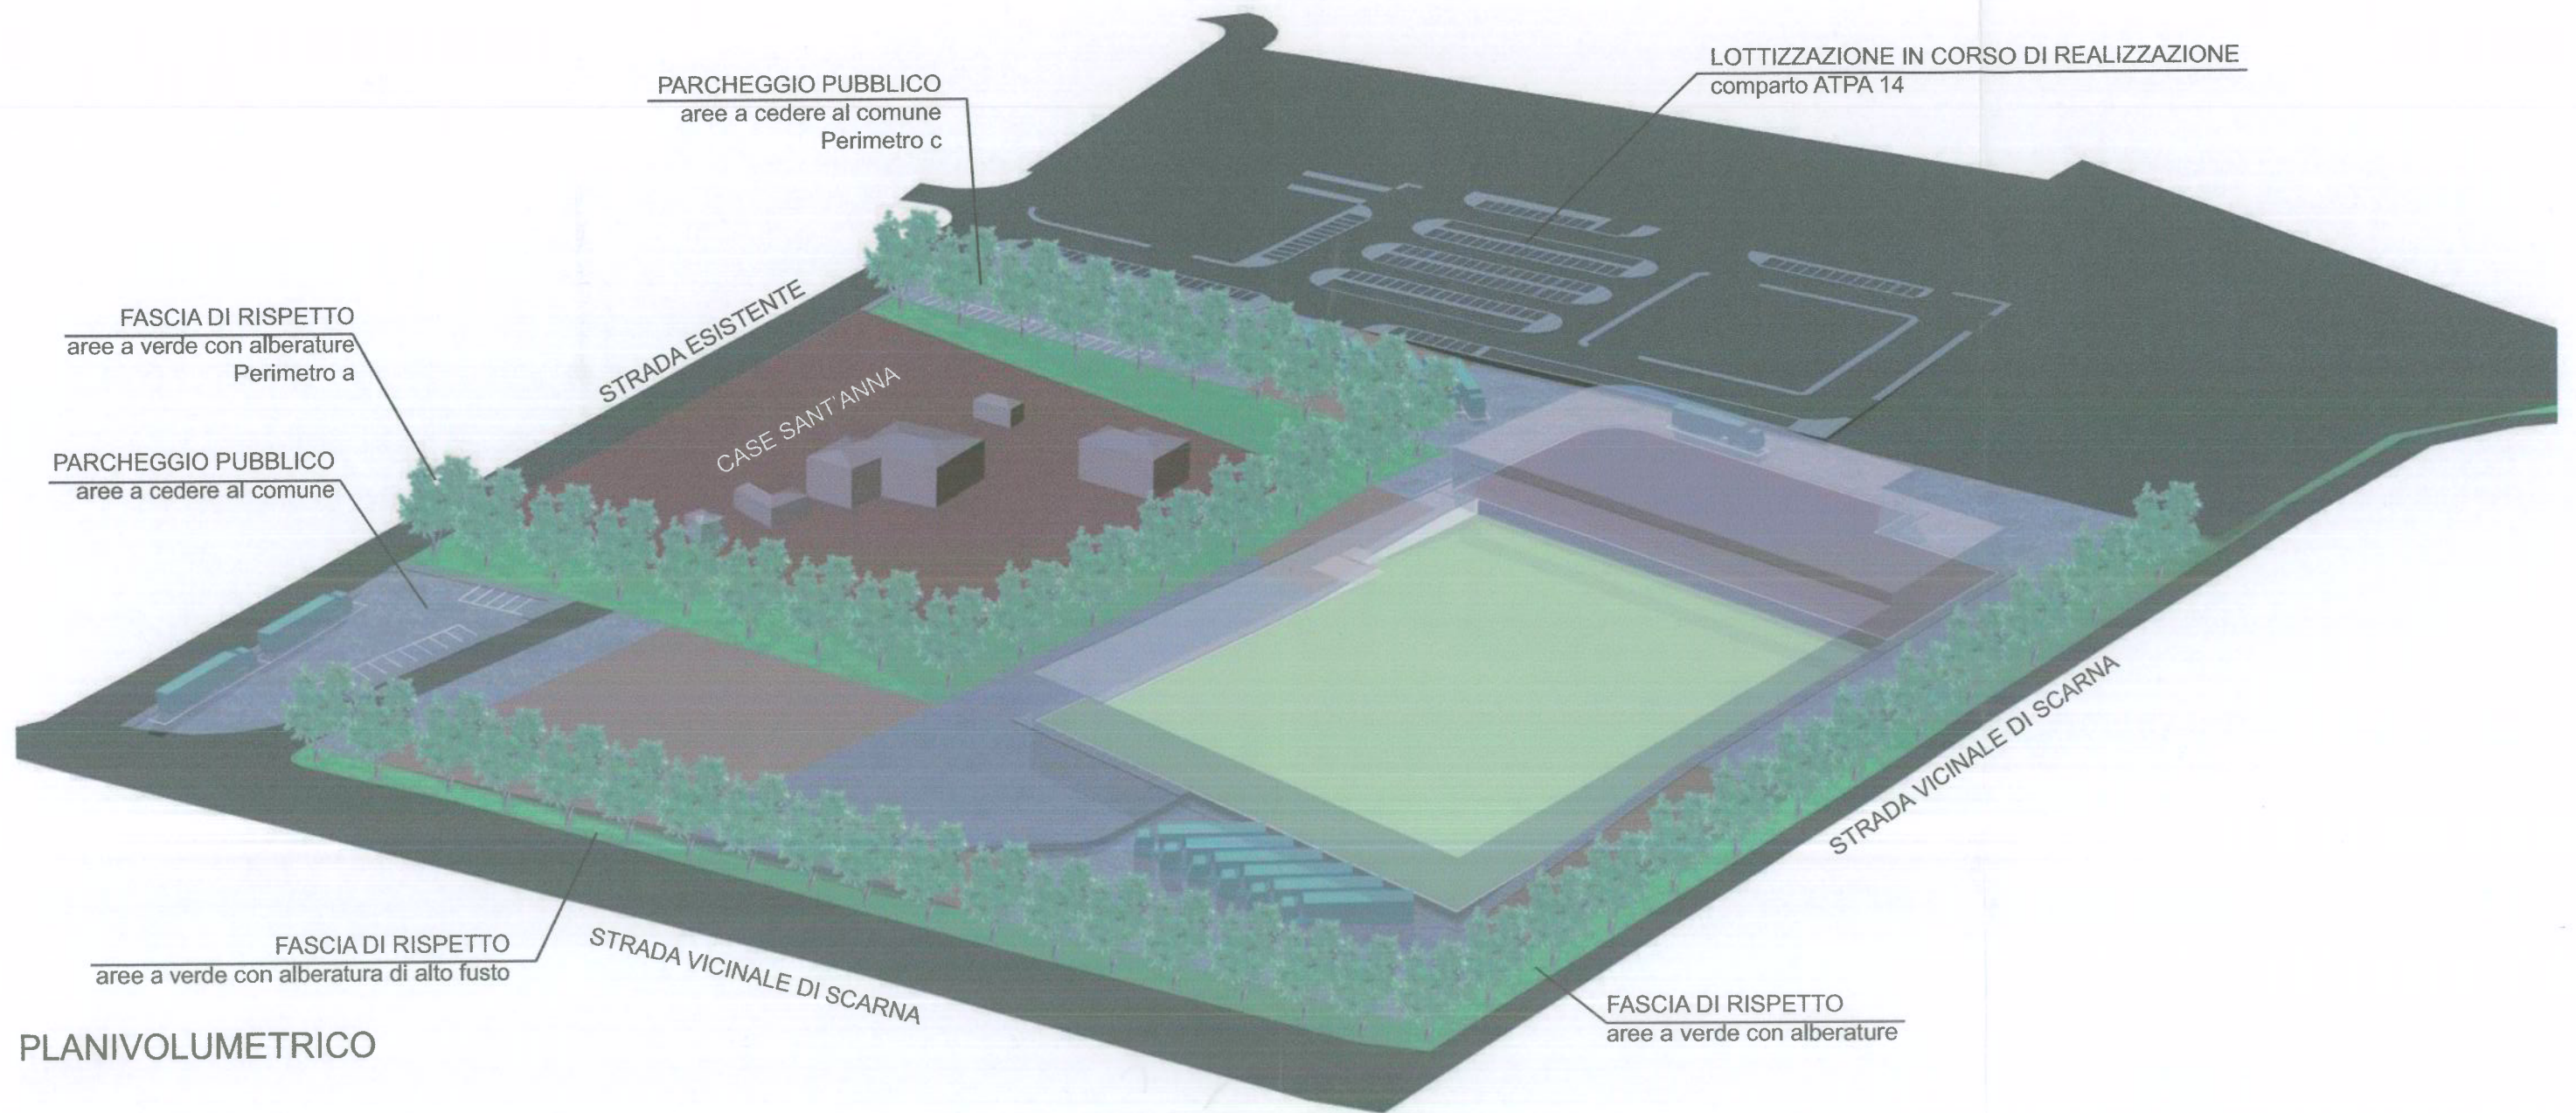 LOTTIZZAZIONE IN CORSO DI REALIZZAZIONE
comparto ATPA 14
PARCHEGGIO PUBBLICO
aree a cedere al comune
Perimetro c
FASCIA DI RISPETTO
aree a verde con alberature
Perimetro a
STRADA ESISTENTE
CASE SANT'ANNA
PARCHEGGIO PUBBLICO
aree a cedere al comune
STRADA VICINALE DI SCARNA
FASCIA DI RISPETTO
aree a verde con alberatura di alto fusto
STRADA VICINALE DI SCARNA
FASCIA DI RISPETTO
aree a verde con alberature
PLANIVOLUMETRICO